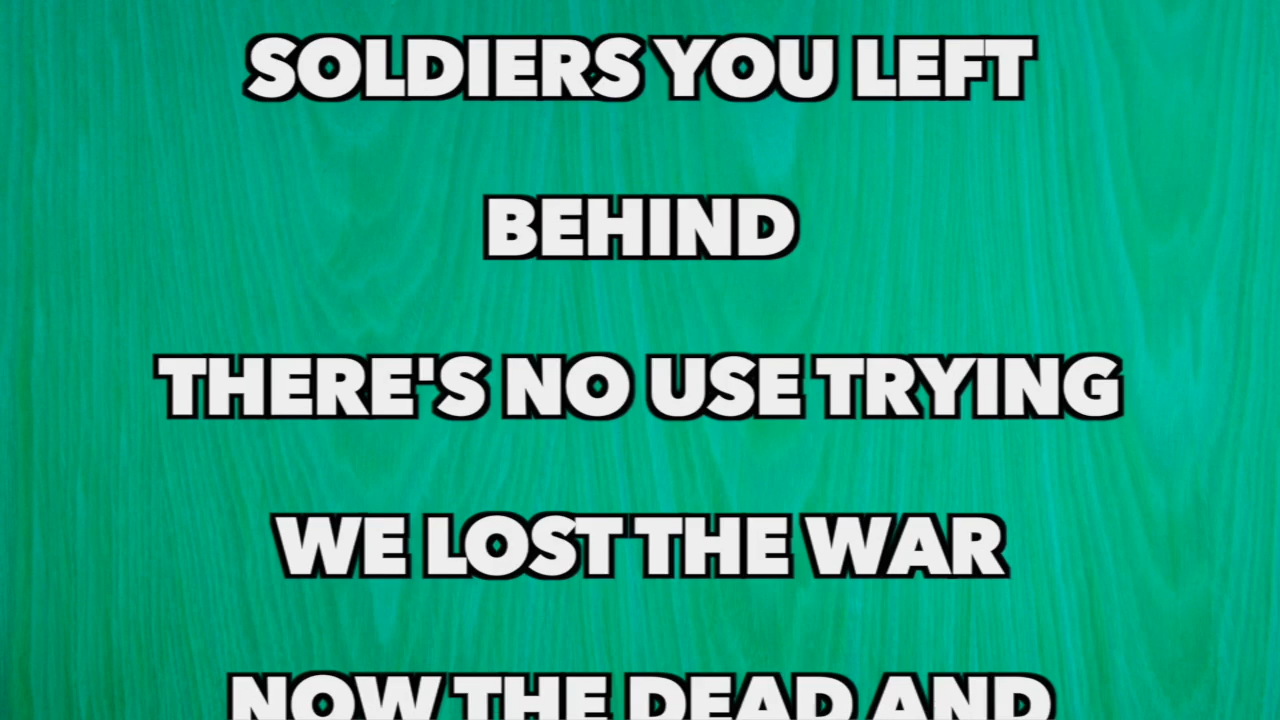 SOLDIERS YOU LEFT
BEHIND
THERE'S NO USE TRYING
WE LOST THE WAR
NOW THE DEAD AND